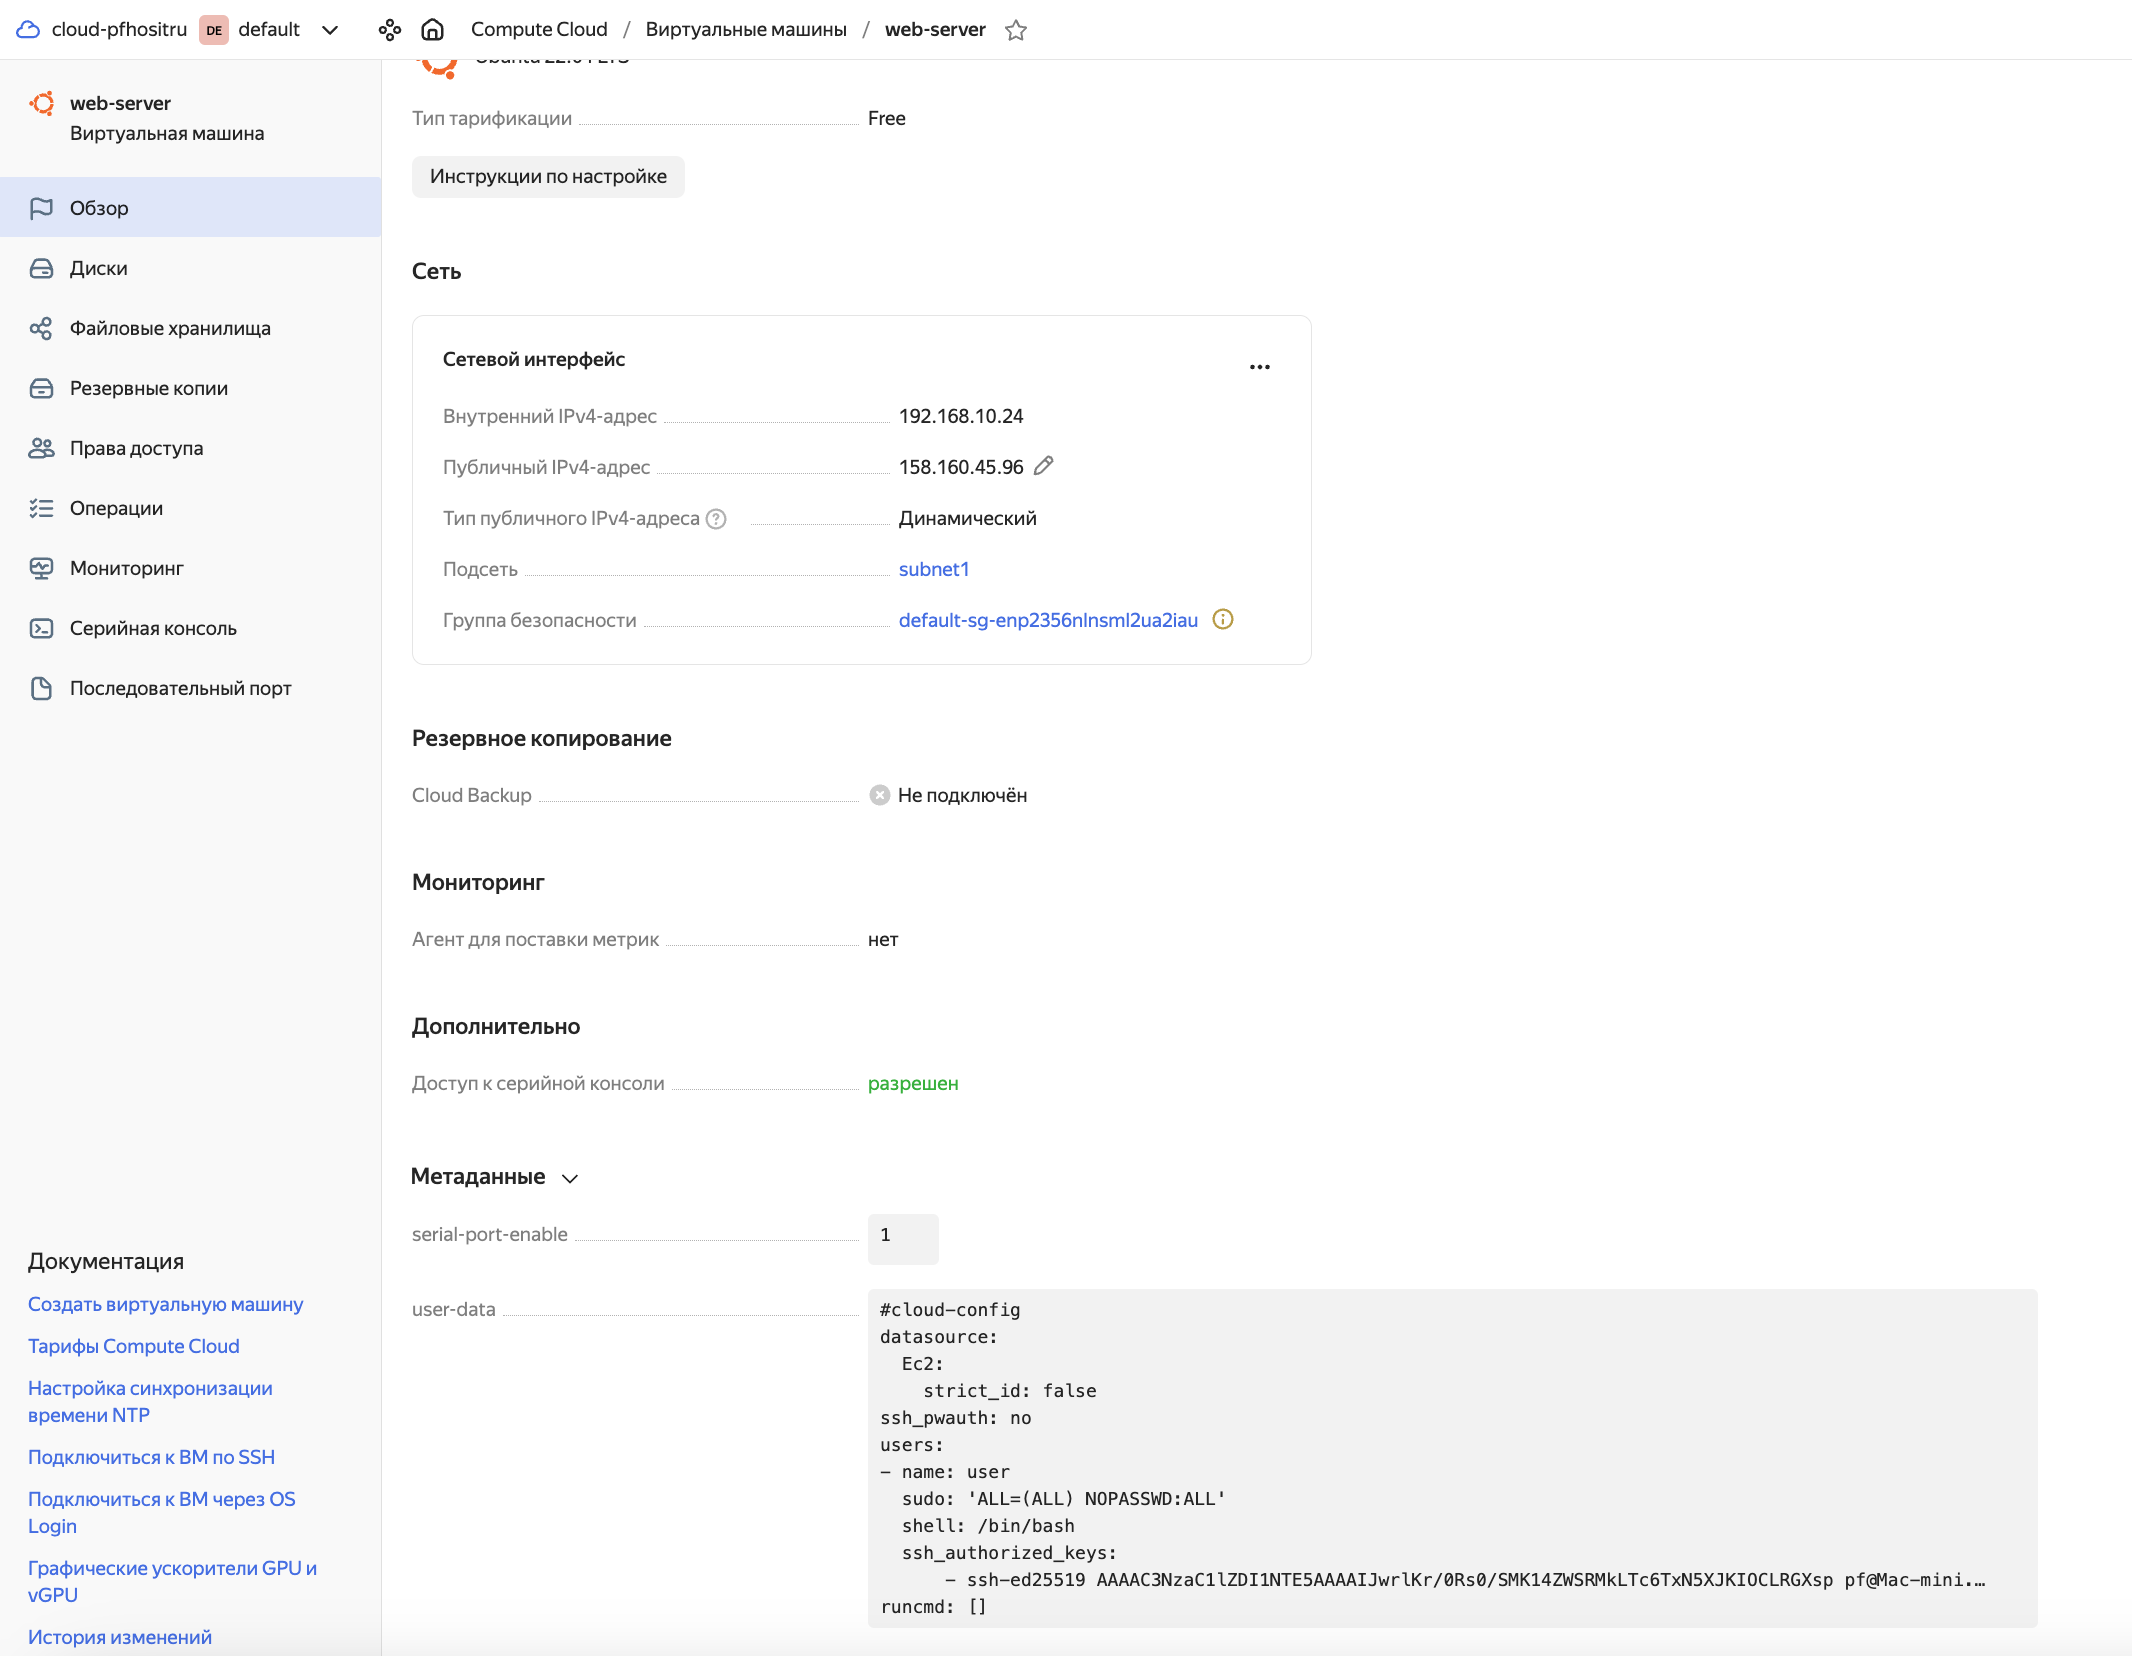 cloud-pfhositru DE default Compute Cloud / Виртуальные машины / web-server
web-server
Виртуальная машина
Обзор
Диски
Файловые хранилища
Резервные копии
Права доступа
Операции
Мониторинг
Серийная консоль
Последовательный порт
Документация
Создать виртуальную машину
Тарифы Compute Cloud
Настройка синхронизации
времени NTP
Подключиться к ВМ по SSH
Подключиться к ВМ через OS
Login
Графические ускорители GPU и
vGPU
История изменений
Ubuntu 22.04 LTS
Тип тарификации Free
Инструкции по настройке
Сеть
Сетевой интерфейс
Внутренний IPv4-адрес 192.168.10.24
Публичный IPv4-адрес 158.160.45.96
Тип публичного IPv4-адреса Динамический
Подсеть subnet1
Группа безопасности default-sg-enp2356nlnsml2ua2iau
Резервное копирование
Cloud Backup Не подключён
Мониторинг
Агент для поставки метрик нет
Дополнительно
Доступ к серийной консоли разрешен
Метаданные
serial-port-enable 1
user-data #cloud-config
datasource:
  Ec2:
    strict_id: false
ssh_pwauth: no
users:
- name: user
  sudo: 'ALL=(ALL) NOPASSWD:ALL'
  shell: /bin/bash
  ssh_authorized_keys:
      - ssh-ed25519 AAAAC3NzaC1lZDI1NTE5AAAAIJwrlKr/0Rs0/SMK14ZWSRMkLTc6TxN5XJKIOCLRGXsp pf@Mac-mini.…
runcmd: []